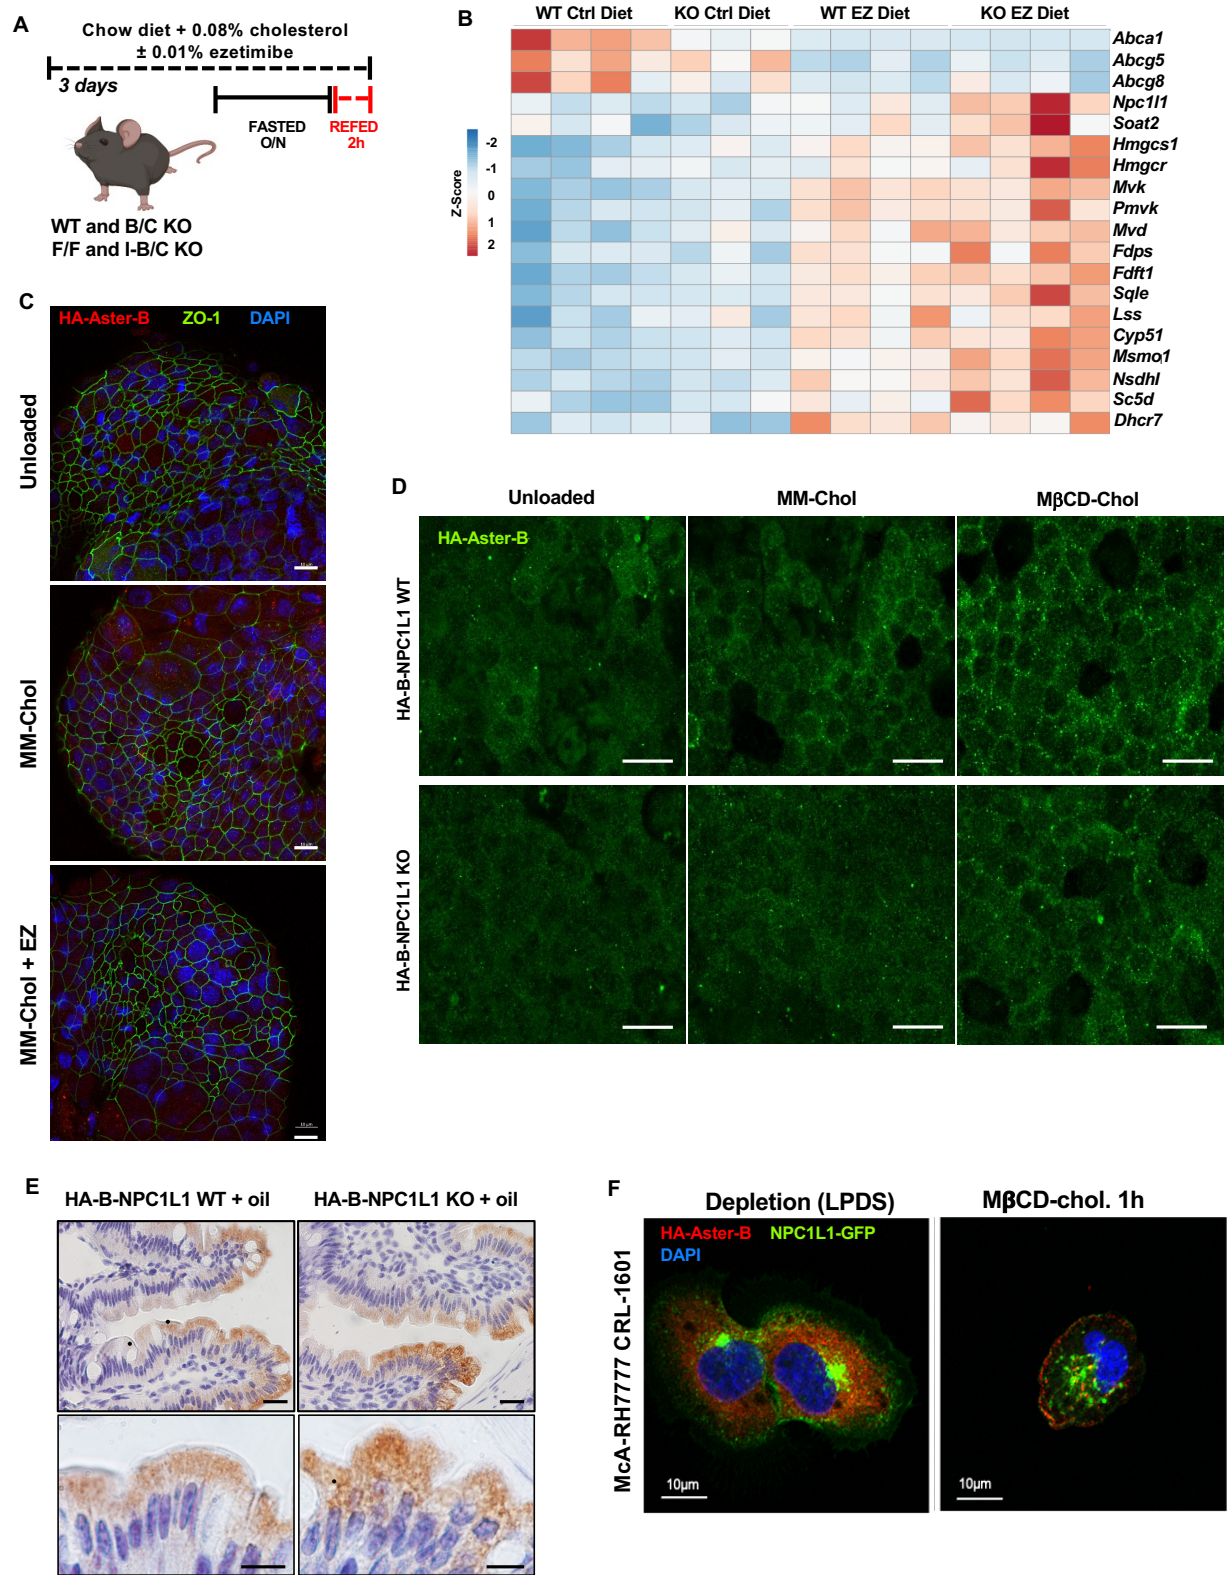 A
Chow diet + 0.08% cholesterol
± 0.01% ezetimibe
3 days
FASTED
O/N
REFED
2h
WT and B/C KO
F/F and I-B/C KO
B
WT Ctrl Diet KO Ctrl Diet WT EZ Diet KO EZ Diet
Abca1
Abcg5
Abcg8
Npc1l1
Soat2
Hmgcs1
Hmgcr
Mvk
Pmvk
Mvd
Fdps
Fdft1
Sqle
Lss
Cyp51
Msmo1
Nsdhl
Sc5d
Dhcr7
Z-Score
-2
-1
0
1
2
C
HA-Aster-B ZO-1 DAPI
Unloaded
MM-Chol
MM-Chol + EZ
10 µm
D
Unloaded MM-Chol MβCD-Chol
HA-Aster-B
HA-B-NPC1L1 WT
HA-B-NPC1L1 KO
E
HA-B-NPC1L1 WT + oil HA-B-NPC1L1 KO + oil
F
Depletion (LPDS) MβCD-chol. 1h
HA-Aster-B NPC1L1-GFP
DAPI
McA-RH7777 CRL-1601
10µm
10µm